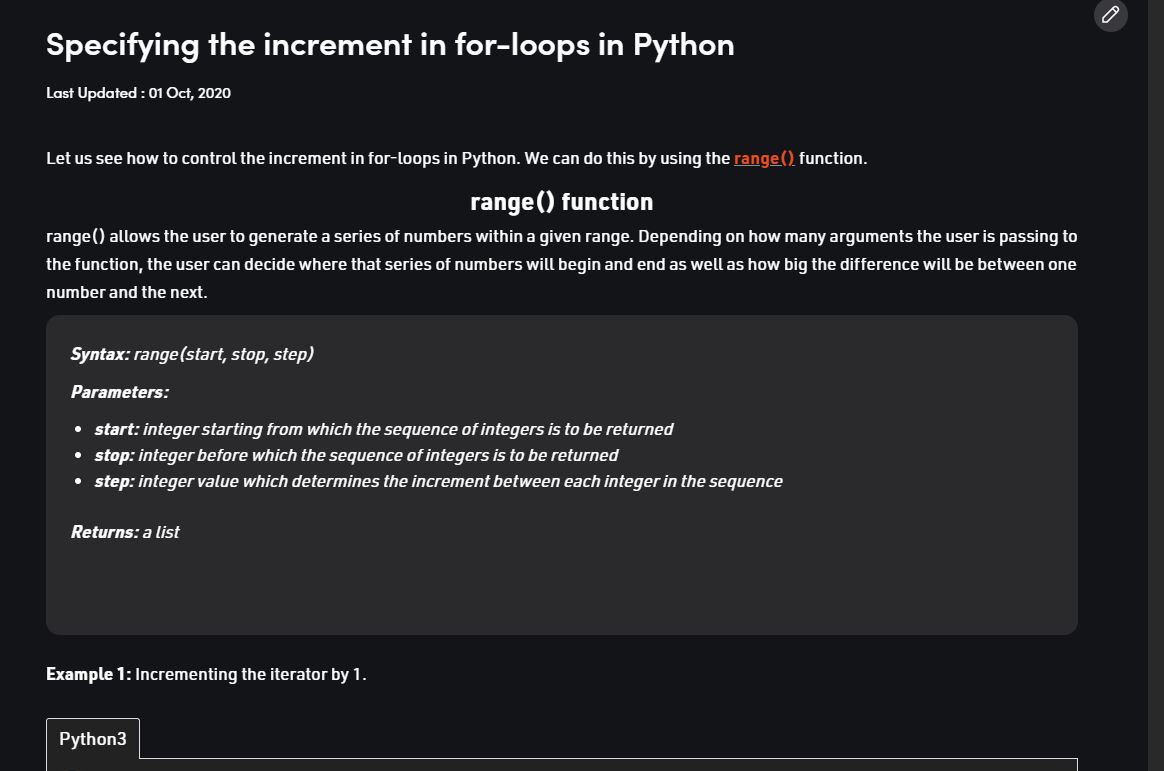 Specifying the increment in for-loops in Python
Last Updated : 01 Oct, 2020
Let us see how to control the increment in for-loops in Python. We can do this by using the range() function.
range() function
range() allows the user to generate a series of numbers within a given range. Depending on how many arguments the user is passing to
the function, the user can decide where that series of numbers will begin and end as well as how big the difference will be between one
number and the next.
Syntax: range(start, stop, step)
Parameters:
• start: integer starting from which the sequence of integers is to be returned
• stop: integer before which the sequence of integers is to be returned
• step: integer value which determines the increment between each integer in the sequence
Returns: a list
Example 1: Incrementing the iterator by 1.
Python3